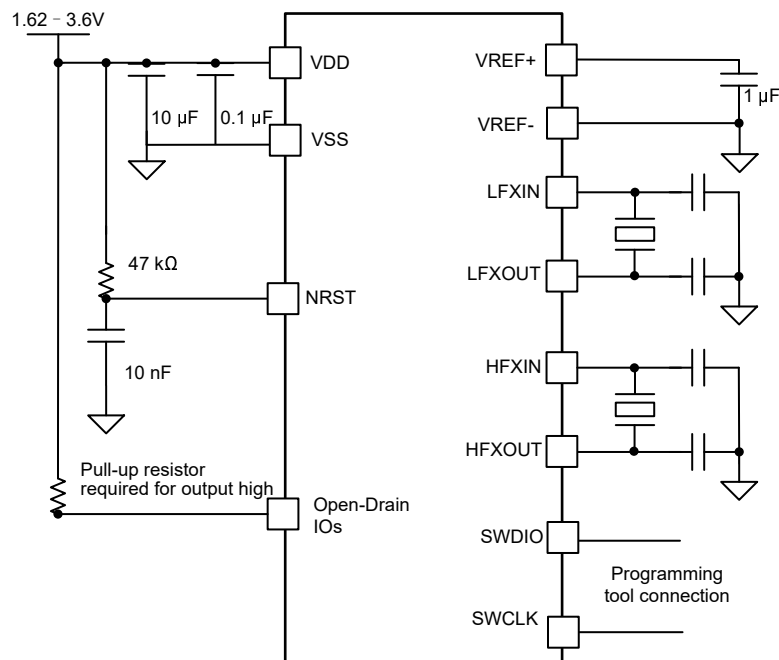 1.62 – 3.6V
VDD
10 µF
0.1 µF
VSS
47 kΩ
NRST
10 nF
Pull-up resistor
required for output high
Open-Drain
IOs
VREF+
1 µF
VREF-
LFXIN
LFXOUT
HFXIN
HFXOUT
SWDIO
Programming
tool connection
SWCLK